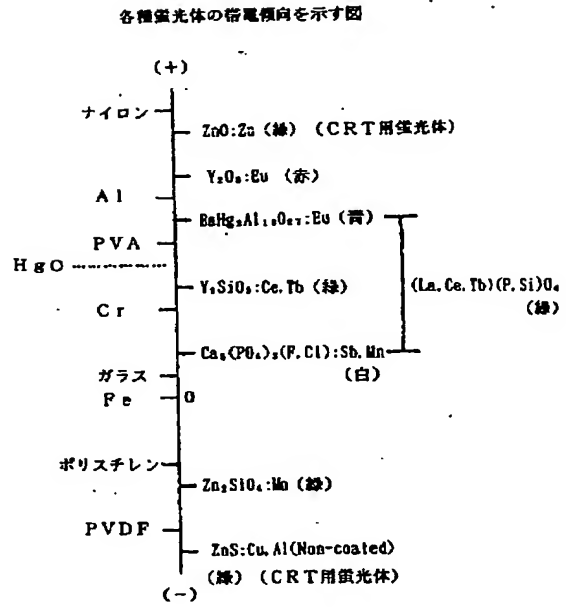 各種蛍光体の帯電傾向を示す図
(+)
ナイロン
ZnO:Zn (緑) (CRT用蛍光体)
Y₂O₃:Eu (赤)
Al
BaHg₂Al₁₆O₂₇:Eu (青)
PVA
HgO
Y₂SiO₅:Ce.Tb (緑)
(La.Ce.Tb)(P.Si)O₄
(緑)
Cr
Ca₅(PO₄)₃(F.Cl):Sb.Mn
(白)
ガラス
Fe
0
ポリスチレン
Zn₂SiO₄:Mn (緑)
PVDF
ZnS:Cu.Al(Non-coated)
(緑) (CRT用蛍光体)
(-)